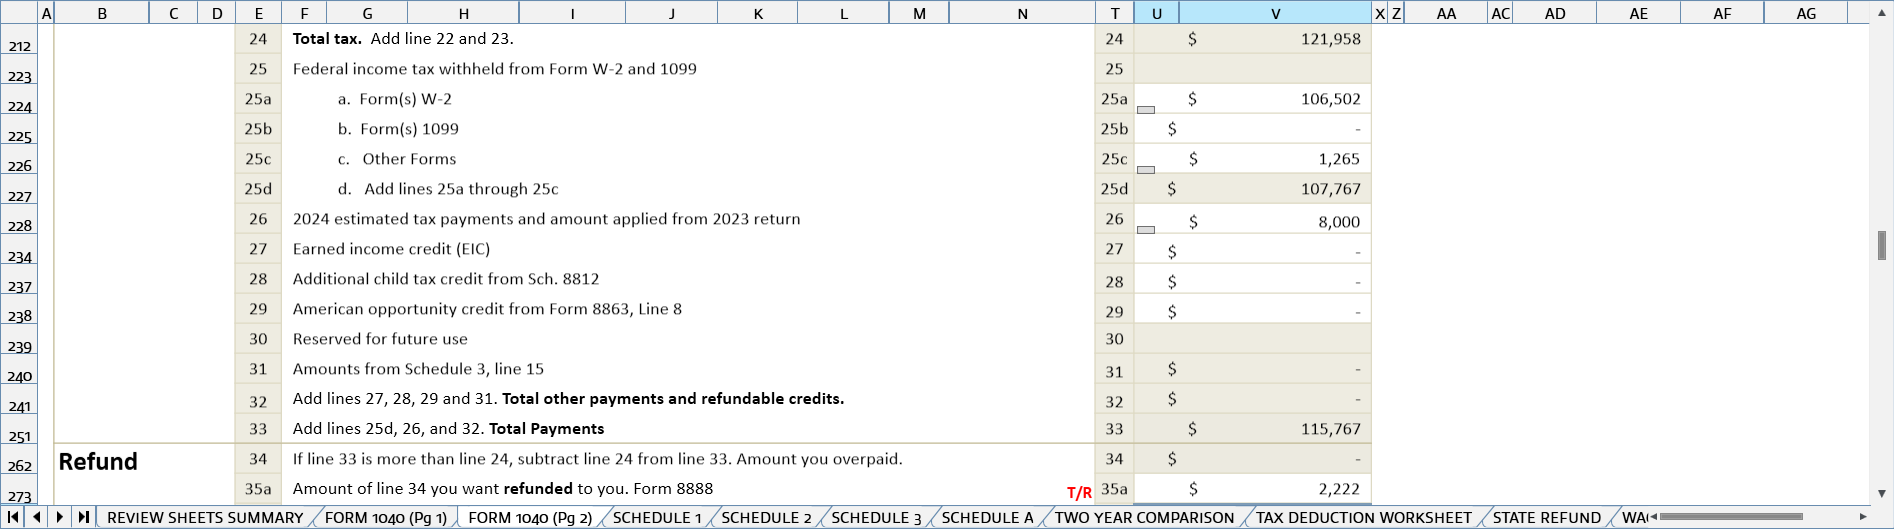 A B C D E F G H I J K L M N T U V X Z AA AC AD AE AF AG
212 24 Total tax. Add line 22 and 23. 24 $ 121,958
223 25 Federal income tax withheld from Form W-2 and 1099 25
224 25a a. Form(s) W-2 25a $ 106,502
225 25b b. Form(s) 1099 25b $ -
226 25c c. Other Forms 25c $ 1,265
227 25d d. Add lines 25a through 25c 25d $ 107,767
228 26 2024 estimated tax payments and amount applied from 2023 return 26 $ 8,000
234 27 Earned income credit (EIC) 27 $ -
237 28 Additional child tax credit from Sch. 8812 28 $ -
238 29 American opportunity credit from Form 8863, Line 8 29 $ -
239 30 Reserved for future use 30
240 31 Amounts from Schedule 3, line 15 31 $ -
241 32 Add lines 27, 28, 29 and 31. Total other payments and refundable credits. 32 $ -
251 33 Add lines 25d, 26, and 32. Total Payments 33 $ 115,767
262 Refund 34 If line 33 is more than line 24, subtract line 24 from line 33. Amount you overpaid. 34 $ -
273 35a Amount of line 34 you want refunded to you. Form 8888 T/R 35a $ 2,222
REVIEW SHEETS SUMMARY FORM 1040 (Pg 1) FORM 1040 (Pg 2) SCHEDULE 1 SCHEDULE 2 SCHEDULE 3 SCHEDULE A TWO YEAR COMPARISON TAX DEDUCTION WORKSHEET STATE REFUND WA